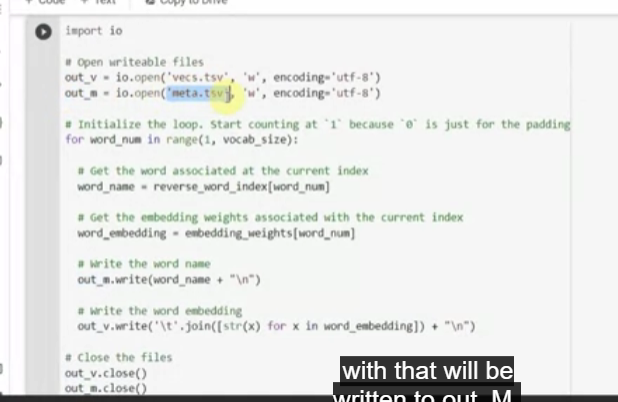 + Code + Text Copy to Drive
import io
# Open writeable files
out_v = io.open('vecs.tsv', 'w', encoding='utf-8')
out_m = io.open('meta.tsv', 'w', encoding='utf-8')
# Initialize the loop. Start counting at `1` because `0` is just for the padding
for word_num in range(1, vocab_size):
# Get the word associated at the current index
word_name = reverse_word_index[word_num]
# Get the embedding weights associated with the current index
word_embedding = embedding_weights[word_num]
# Write the word name
out_m.write(word_name + "\n")
# Write the word embedding
out_v.write('\t'.join([str(x) for x in word_embedding]) + "\n")
# Close the files
out_v.close()
out_m.close()
with that will be
written to out, M